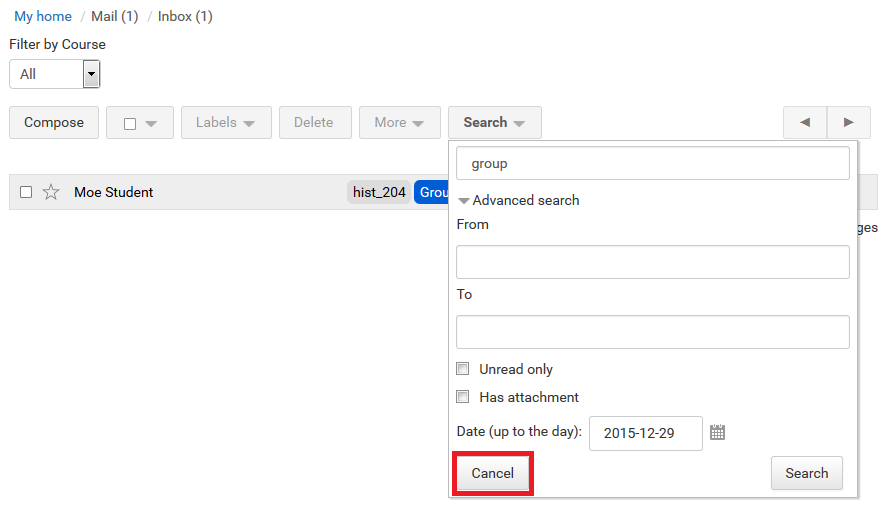 My home / Mail (1) / Inbox (1)
Filter by Course
All
Compose Labels Delete More Search
group
Moe Student hist_204 Grou
Advanced search
ges
From
To
Unread only
Has attachment
Date (up to the day): 2015-12-29
Cancel Search